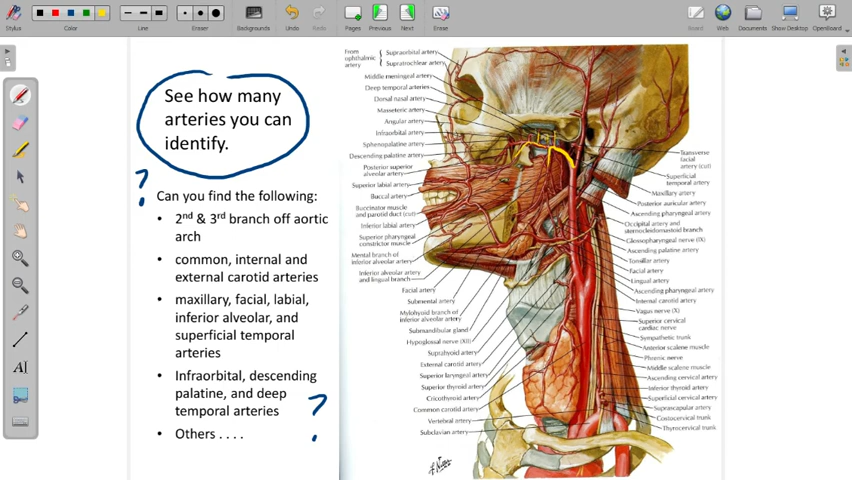 Stylus
Color
Line
Eraser
Backgrounds
Undo
Redo
Pages
Previous
Next
Erase
Board
Web
Documents
Show Desktop
OpenBoard
See how many
arteries you can
identify.
?
Can you find the following:
• 2nd & 3rd branch off aortic
arch
• common, internal and
external carotid arteries
• maxillary, facial, labial,
inferior alveolar, and
superficial temporal
arteries
• Infraorbital, descending
palatine, and deep
temporal arteries
?
• Others . . . .
From
ophthalmic
artery
Supraorbital artery
Supratrochlear artery
Middle meningeal artery
Deep temporal arteries
Dorsal nasal artery
Masseteric artery
Angular artery
Infraorbital artery
Sphenopalatine artery
Descending palatine artery
Posterior superior
alveolar artery
Superior labial artery
Buccal artery
Buccinator muscle
and parotid duct (cut)
Inferior labial artery
Superior pharyngeal
constrictor muscle
Mental branch of
inferior alveolar artery
Inferior alveolar artery
and lingual branch
Facial artery
Submental artery
Mylohyoid branch of
inferior alveolar artery
Submandibular gland
Hypoglossal nerve (XII)
Suprahyoid artery
External carotid artery
Superior laryngeal artery
Superior thyroid artery
Cricothyroid artery
Common carotid artery
Vertebral artery
Subclavian artery
Transverse
facial
artery (cut)
Superficial
temporal artery
Maxillary artery
Posterior auricular artery
Ascending pharyngeal artery
Occipital artery and
sternocleidomastoid branch
Glossopharyngeal nerve (IX)
Ascending palatine artery
Tonsillar artery
Facial artery
Lingual artery
Ascending pharyngeal artery
Internal carotid artery
Vagus nerve (X)
Superior cervical
cardiac nerve
Sympathetic trunk
Anterior scalene muscle
Phrenic nerve
Middle scalene muscle
Ascending cervical artery
Inferior thyroid artery
Superficial cervical artery
Suprascapular artery
Costocervical trunk
Thyrocervical trunk